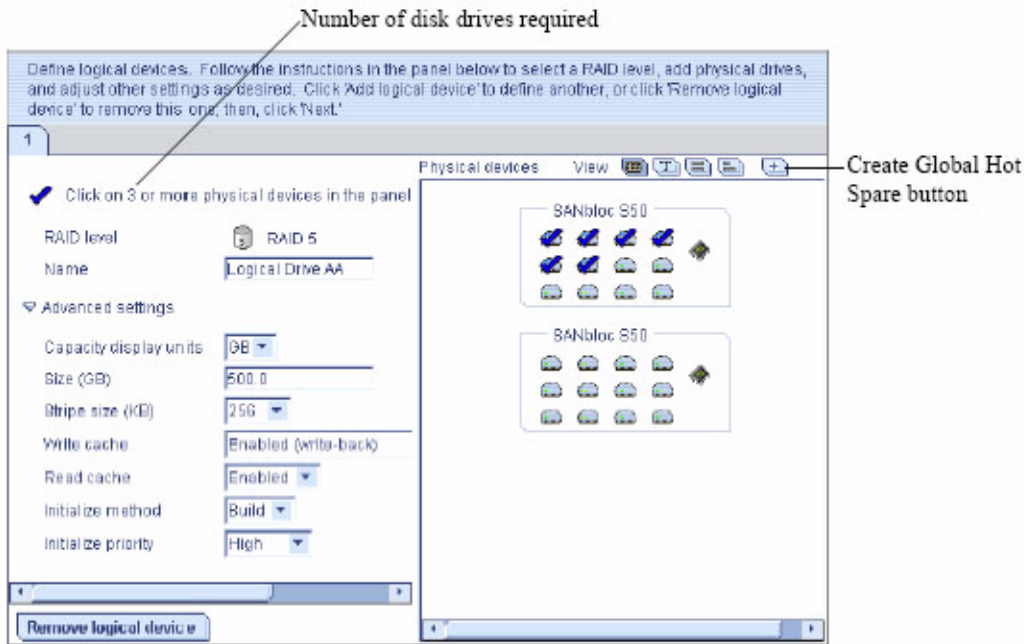 Number of disk drives required
Define logical devices. Follow the instructions in the panel below to select a RAID level, add physical drives,
and adjust other settings as desired. Click 'Add logical device' to define another, or click 'Remove logical
device' to remove this one, then, click 'Next.'
1
Click on 3 or more physical devices in the panel
RAID level
RAID 5
Name
Logical Drive AA
Advanced settings
Capacity display units
GB
Size (GB)
500.0
Stripe size (KB)
256
Write cache
Enabled (write-back)
Read cache
Enabled
Initialize method
Build
Initialize priority
High
Remove logical device
Physical devices
View
T
+
SANbloc S50
SANbloc S50
Create Global Hot
Spare button